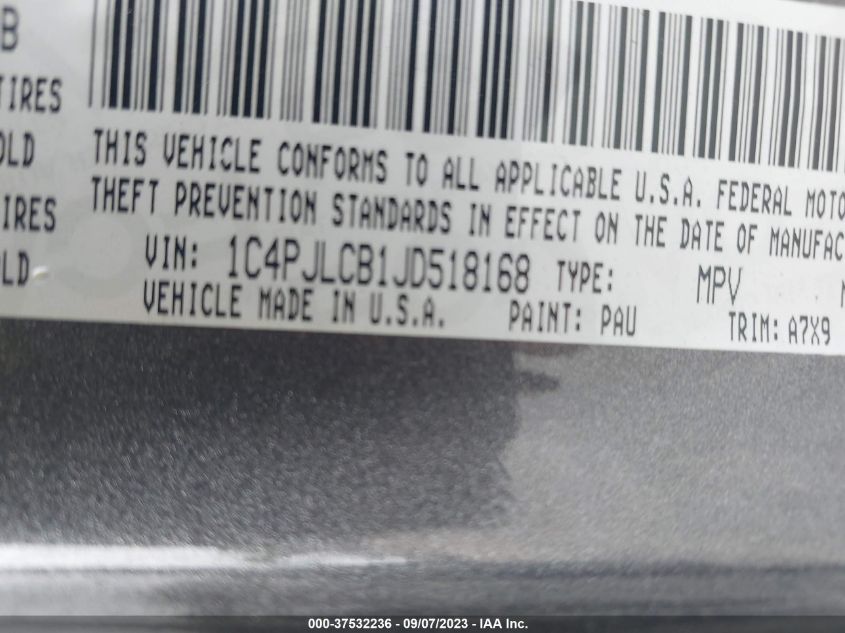 B
TIRES
OLD
THIS VEHICLE CONFORMS TO ALL APPLICABLE U.S.A. FEDERAL MOTO
IRES
THEFT PREVENTION STANDARDS IN EFFECT ON THE DATE OF MANUFAC
LD
VIN: 1C4PJLCB1JD518168 TYPE: MPV
VEHICLE MADE IN U.S.A. PAINT: PAU TRIM: A7X9
000-37532236 - 09/07/2023 - IAA Inc.